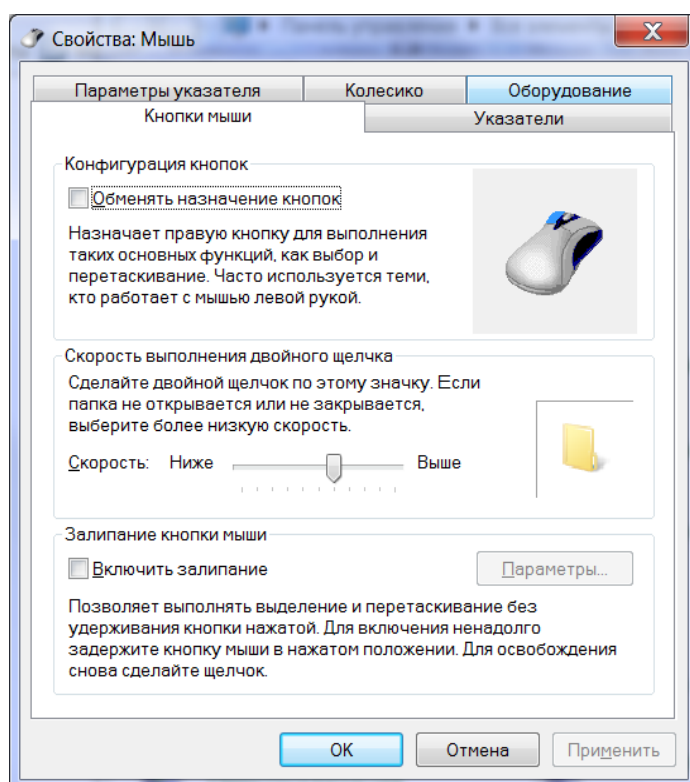 Свойства: Мышь
X
Параметры указателя Колесико Оборудование
Кнопки мыши Указатели
Конфигурация кнопок
Обменять назначение кнопок
Назначает правую кнопку для выполнения
таких основных функций, как выбор и
перетаскивание. Часто используется теми,
кто работает с мышью левой рукой.
Скорость выполнения двойного щелчка
Сделайте двойной щелчок по этому значку. Если
папка не открывается или не закрывается,
выберите более низкую скорость.
Скорость: Ниже Выше
Залипание кнопки мыши
Включить залипание Параметры...
Позволяет выполнять выделение и перетаскивание без
удерживания кнопки нажатой. Для включения ненадолго
задержите кнопку мыши в нажатом положении. Для освобождения
снова сделайте щелчок.
OK Отмена Применить